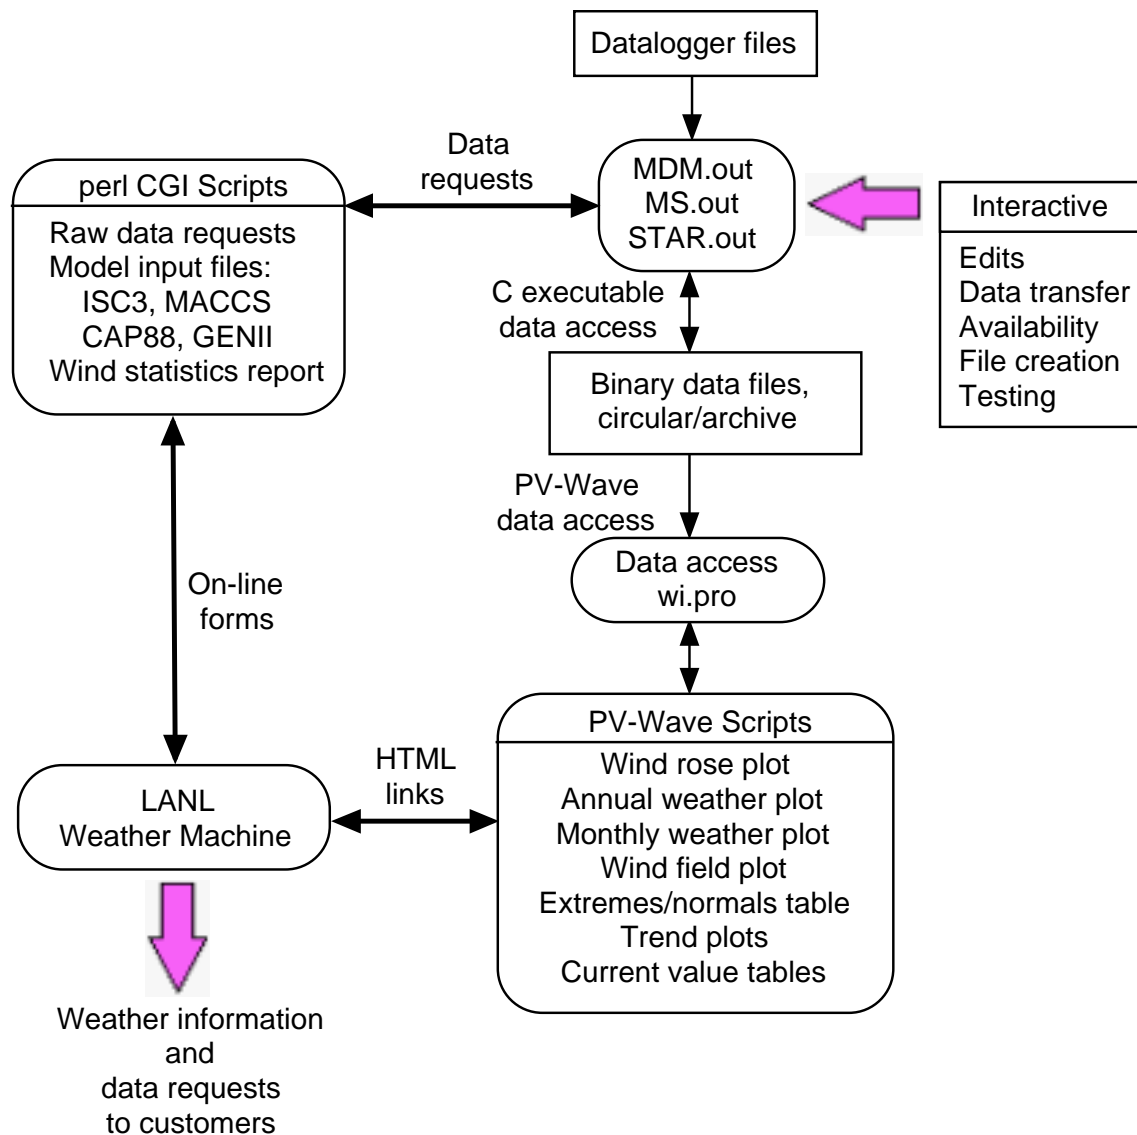 Datalogger files
Data
requests
MDM.out
MS.out
STAR.out
perl CGI Scripts
Raw data requests
Model input files:
ISC3, MACCS
CAP88, GENII
Wind statistics report
Interactive
Edits
Data transfer
Availability
File creation
Testing
C executable
data access
Binary data files,
circular/archive
PV-Wave
data access
Data access
wi.pro
On-line
forms
PV-Wave Scripts
Wind rose plot
Annual weather plot
Monthly weather plot
Wind field plot
Extremes/normals table
Trend plots
Current value tables
HTML
links
LANL
Weather Machine
Weather information
and
data requests
to customers